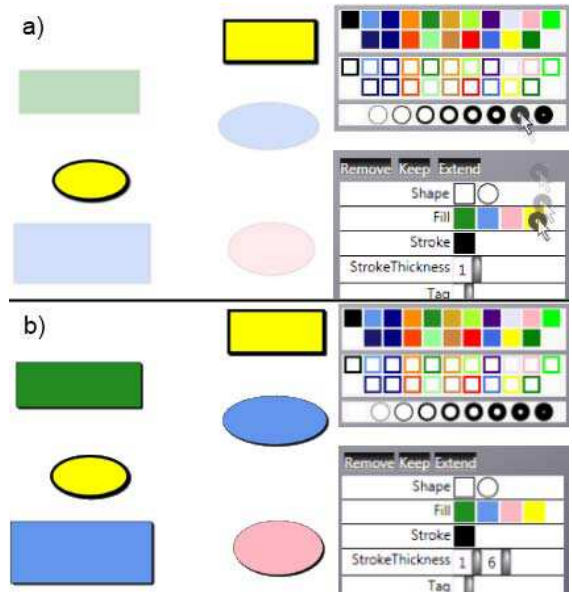 a)
Remove Keep Extend
Shape
Fill
Stroke
StrokeThickness 1
Tag
b)
Remove Keep Extend
Shape
Fill
Stroke
StrokeThickness 1 6
Tag